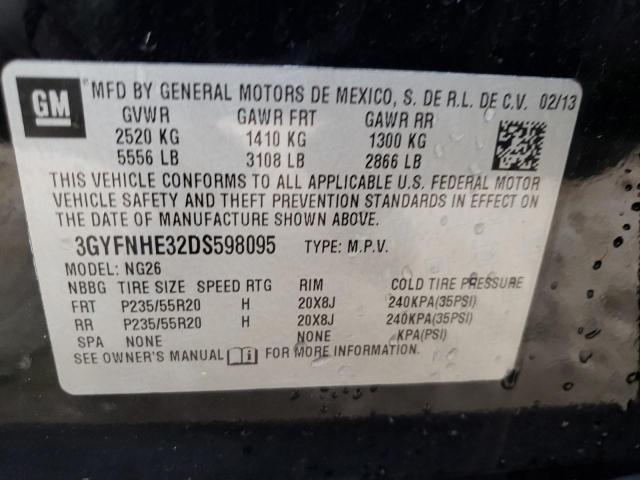 GM
MFD BY GENERAL MOTORS DE MEXICO, S. DE R.L. DE C.V. 02/13
GVWR GAWR FRT GAWR RR
2520 KG 1410 KG 1300 KG
5556 LB 3108 LB 2866 LB
THIS VEHICLE CONFORMS TO ALL APPLICABLE U.S. FEDERAL MOTOR
VEHICLE SAFETY AND THEFT PREVENTION STANDARDS IN EFFECT ON
THE DATE OF MANUFACTURE SHOWN ABOVE.
3GYFNHE32DS598095 TYPE: M.P.V.
MODEL: NG26
NBBG TIRE SIZE SPEED RTG RIM COLD TIRE PRESSURE
FRT P235/55R20 H 20X8J 240KPA(35PSI)
RR P235/55R20 H 20X8J 240KPA(35PSI)
SPA NONE NONE KPA(PSI)
SEE OWNER'S MANUAL i FOR MORE INFORMATION.